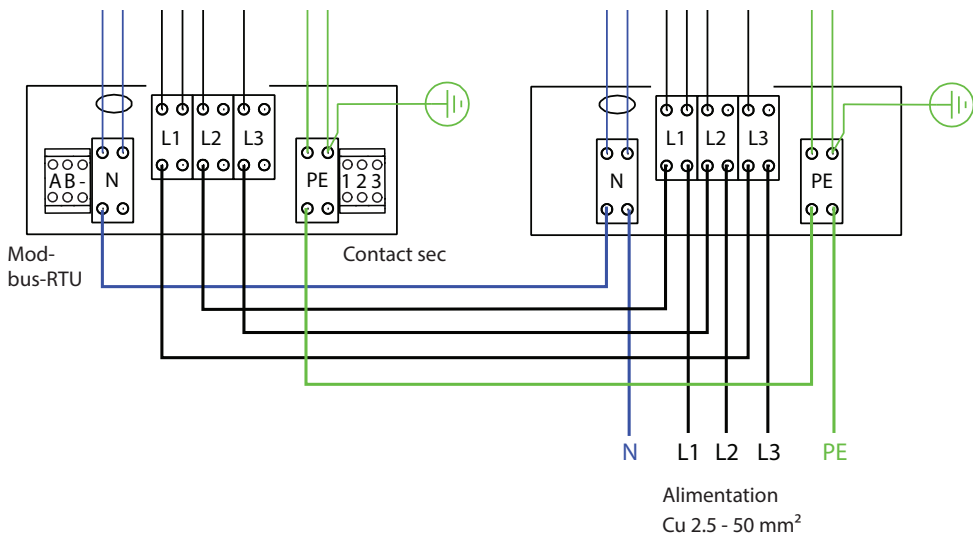 L1 L2 L3
L1 L2 L3
A B - N
PE 1 2 3
N
PE
Mod-
bus-RTU
Contact sec
N L1 L2 L3 PE
Alimentation
Cu 2.5 - 50 mm²